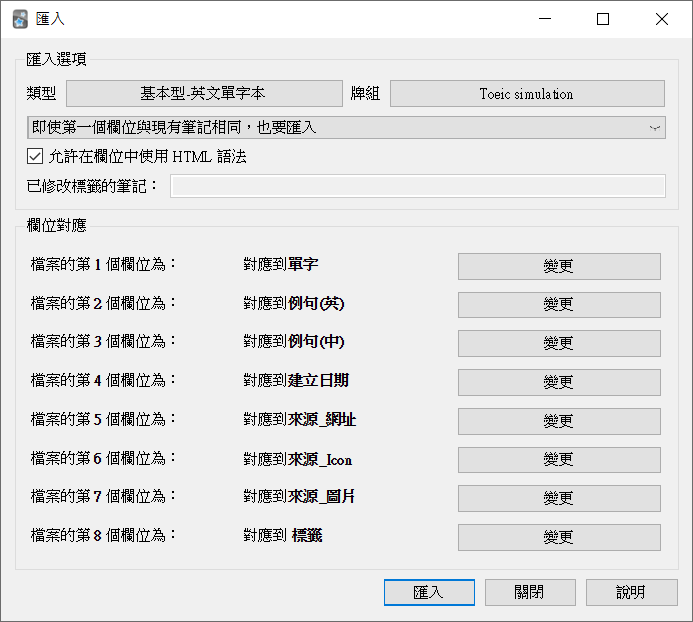 匯入
匯入選項
類型 基本型-英文單字本 牌組 Toeic simulation
即使第一個欄位與現有筆記相同，也要匯入
允許在欄位中使用 HTML 語法
已修改標籤的筆記：
欄位對應
檔案的第 1 個欄位為： 對應到單字 變更
檔案的第 2 個欄位為： 對應到例句(英) 變更
檔案的第 3 個欄位為： 對應到例句(中) 變更
檔案的第 4 個欄位為： 對應到建立日期 變更
檔案的第 5 個欄位為： 對應到來源_網址 變更
檔案的第 6 個欄位為： 對應到來源_Icon 變更
檔案的第 7 個欄位為： 對應到來源_圖片 變更
檔案的第 8 個欄位為： 對應到 標籤 變更
匯入 關閉 說明